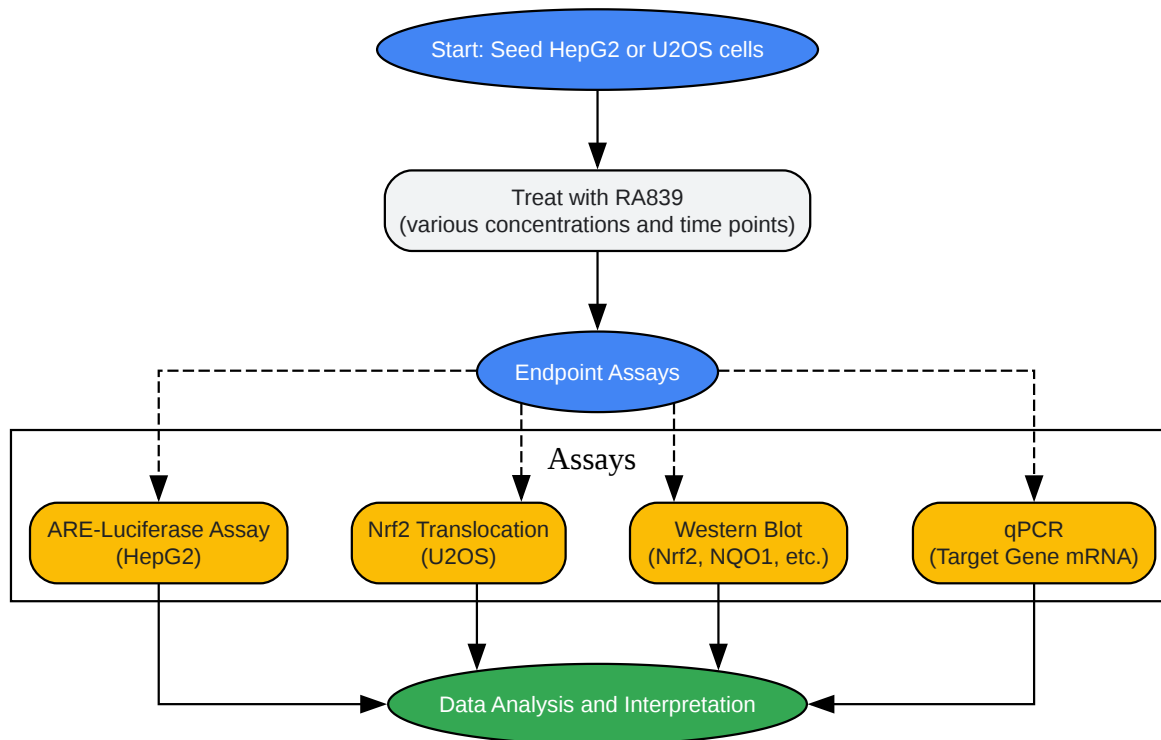 Start: Seed HepG2 or U2OS cells
Treat with RA839
(various concentrations and time points)
Endpoint Assays
Assays
ARE-Luciferase Assay
(HepG2)
Nrf2 Translocation
(U2OS)
Western Blot
(Nrf2, NQO1, etc.)
qPCR
(Target Gene mRNA)
Data Analysis and Interpretation